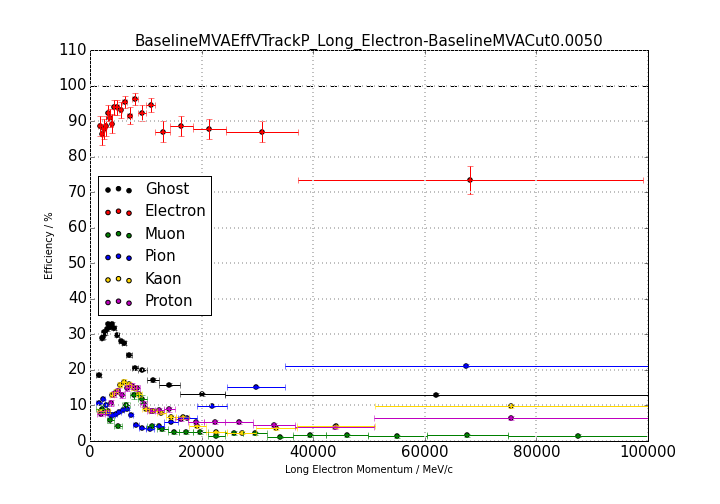 BaselineMVAEffVTrackP_Long_Electron-BaselineMVACut0.0050
110
100
90
80
70
60
50
40
30
20
10
0
Efficiency / %
Ghost
Electron
Muon
Pion
Kaon
Proton
0 20000 40000 60000 80000 100000
Long Electron Momentum / MeV/c